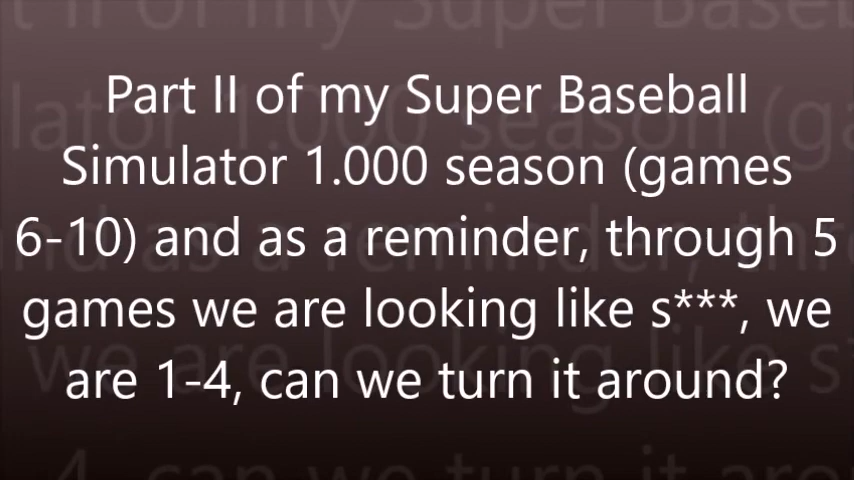 Part II of my Super Baseball
Simulator 1.000 season (games
6-10) and as a reminder, through 5
games we are looking like s***, we
are 1-4, can we turn it around?